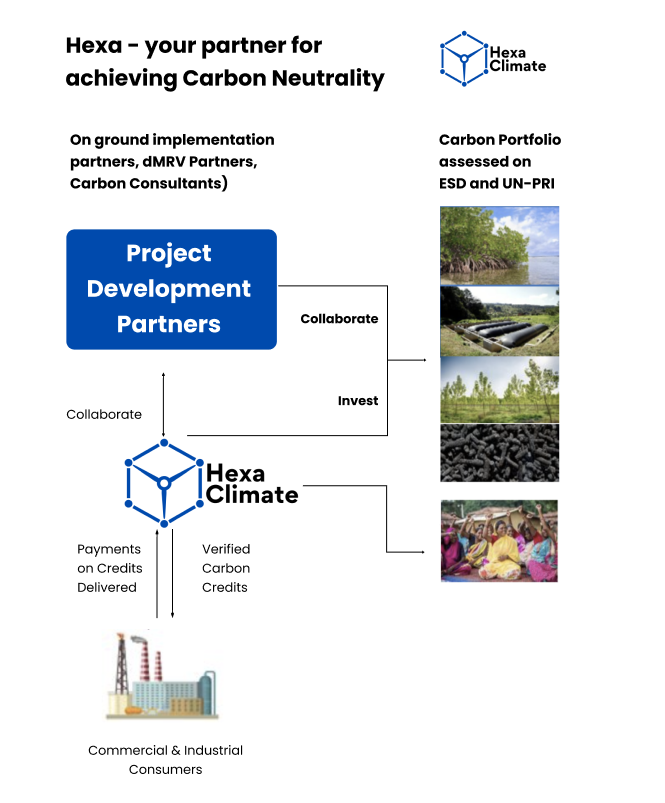 Hexa - your partner for
achieving Carbon Neutrality
Hexa
Climate
On ground implementation
partners, dMRV Partners,
Carbon Consultants)
Carbon Portfolio
assessed on
ESD and UN-PRI
Project
Development
Partners
Collaborate
Invest
Collaborate
Hexa
Climate
Payments
on Credits
Delivered
Verified
Carbon
Credits
Commercial & Industrial
Consumers